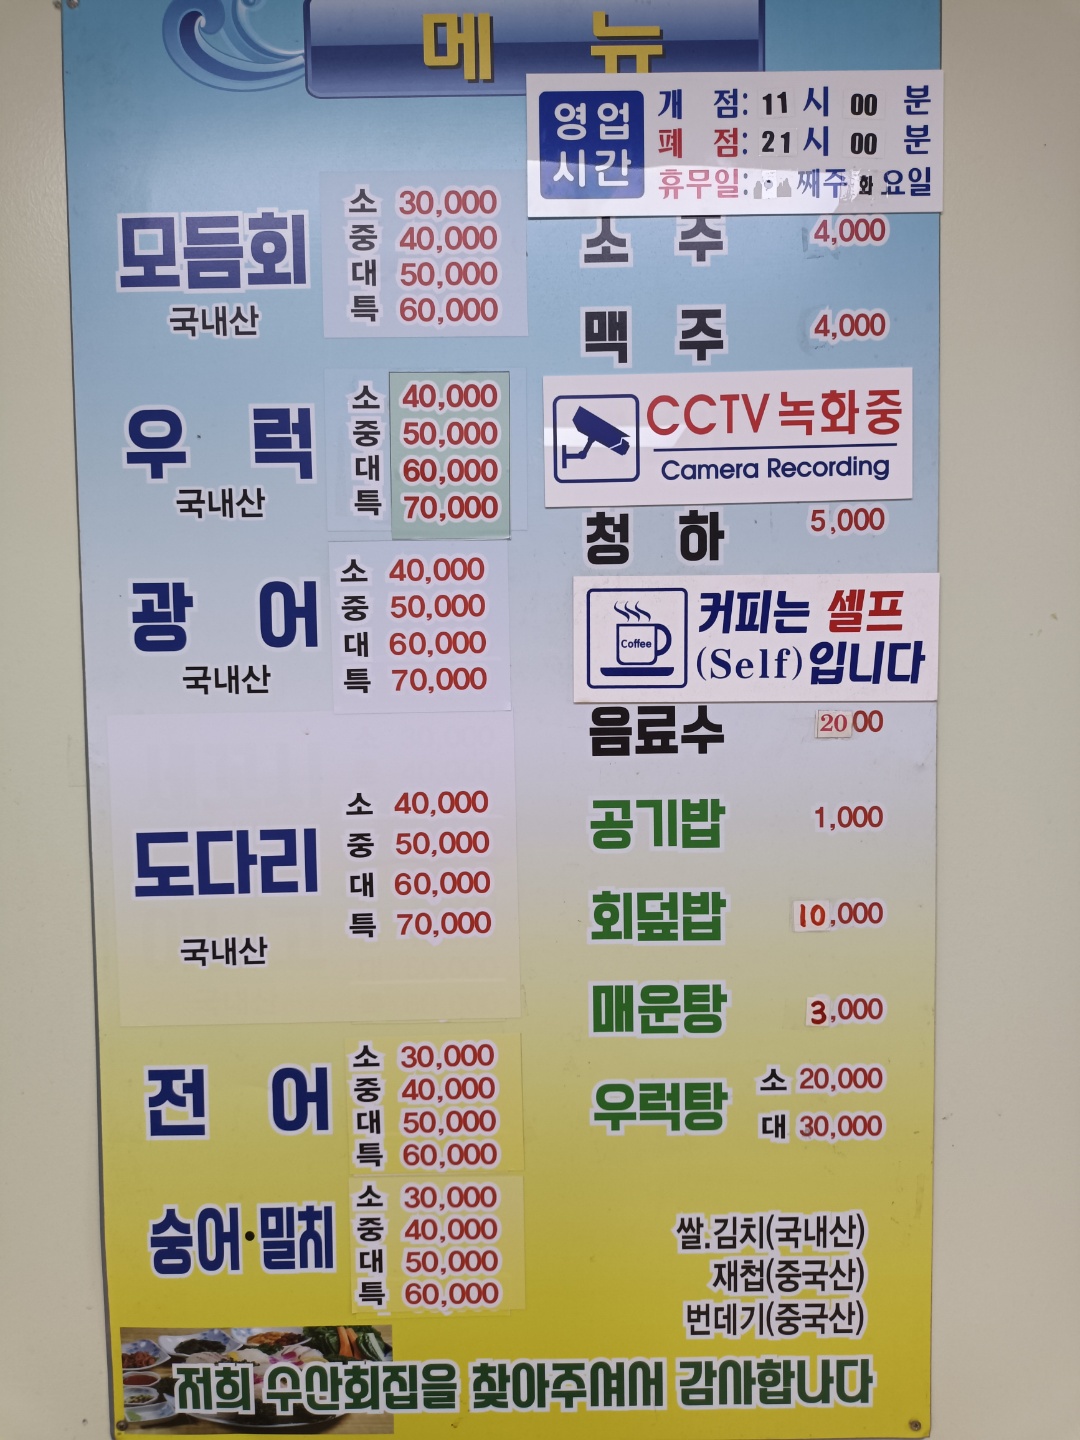 메 뉴
영업시간
개 점: 11 시 00 분
폐 점: 21 시 00 분
휴무일: 째주 화 요일
모듬회
국내산
소 30,000
중 40,000
대 50,000
특 60,000
우 럭
국내산
소 40,000
중 50,000
대 60,000
특 70,000
광 어
국내산
소 40,000
중 50,000
대 60,000
특 70,000
도다리
국내산
소 40,000
중 50,000
대 60,000
특 70,000
전 어
소 30,000
중 40,000
대 50,000
특 60,000
숭어·밀치
소 30,000
중 40,000
대 50,000
특 60,000
소 주 4,000
맥 주 4,000
CCTV 녹화중
Camera Recording
청 하 5,000
Coffee
커피는 셀프
(Self)입니다
음료수 2000
공기밥 1,000
회덮밥 10,000
매운탕 3,000
우럭탕
소 20,000
대 30,000
쌀.김치(국내산)
재첩(중국산)
번데기(중국산)
저희 수산회집을 찾아주셔서 감사합니다